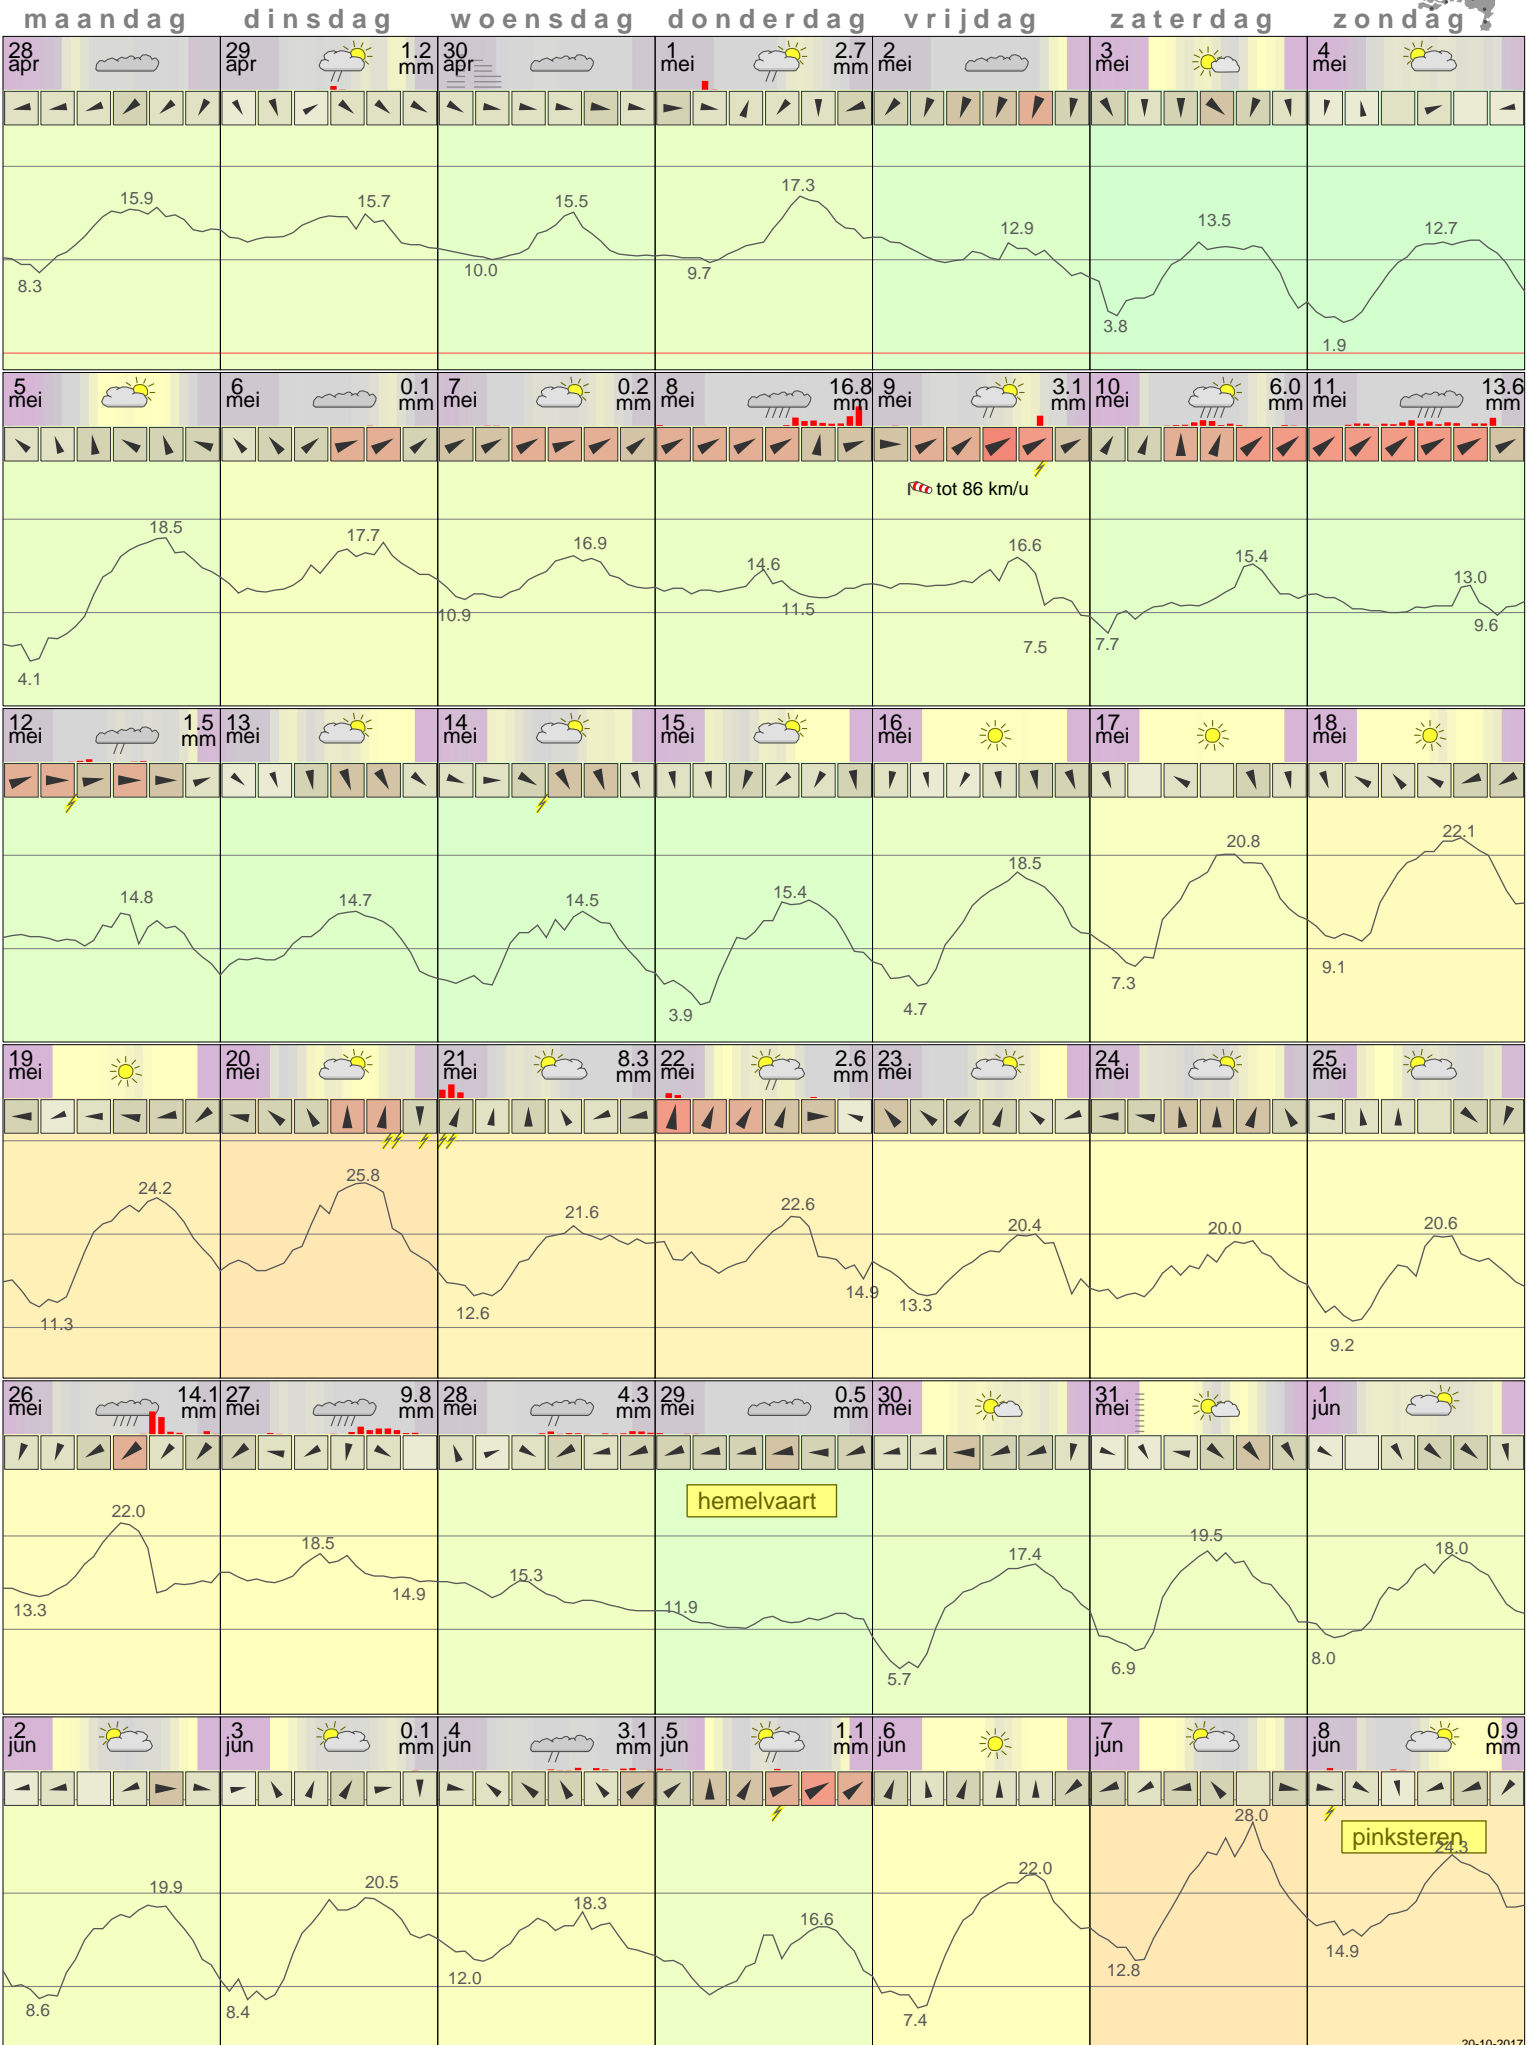 maandag dinsdag woensdag donderdag vrijdag zaterdag zondag
28 apr
29 apr 1.2 mm
30 apr
1 mei 2.7 mm
2 mei
3 mei
4 mei
15.9 8.3
15.7
10.0 15.5
9.7 17.3
12.9
3.8 13.5
1.9 12.7
5 mei
6 mei 0.1 mm
7 mei 0.2 mm
8 mei 16.8 mm
9 mei 3.1 mm
10 mei 6.0 mm
11 mei 13.6 mm
tot 86 km/u
4.1 18.5
17.7
10.9 16.9
14.6 11.5
16.6 7.5
7.7 15.4
13.0 9.6
12 mei 1.5 mm
13 mei
14 mei
15 mei
16 mei
17 mei
18 mei
14.8
14.7
14.5
3.9 15.4
4.7 18.5
7.3 20.8
9.1 22.1
19 mei
20 mei
21 mei 8.3 mm
22 mei 2.6 mm
23 mei
24 mei
25 mei
11.3 24.2
25.8
12.6 21.6
22.6 14.9
13.3 20.4
20.0
9.2 20.6
26 mei 14.1 mm
27 mei 9.8 mm
28 mei 4.3 mm
29 mei 0.5 mm
30 mei
31 mei
1 jun
hemelvaart
13.3 22.0
18.5 14.9
15.3
11.9
5.7 17.4
6.9 19.5
8.0 18.0
2 jun
3 jun 0.1 mm
4 jun 3.1 mm
5 jun 1.1 mm
6 jun
7 jun
8 jun 0.9 mm
pinksteren
8.6 19.9
8.4 20.5
12.0 18.3
16.6
7.4 22.0
12.8 28.0
14.9 24.3
20-10-2017